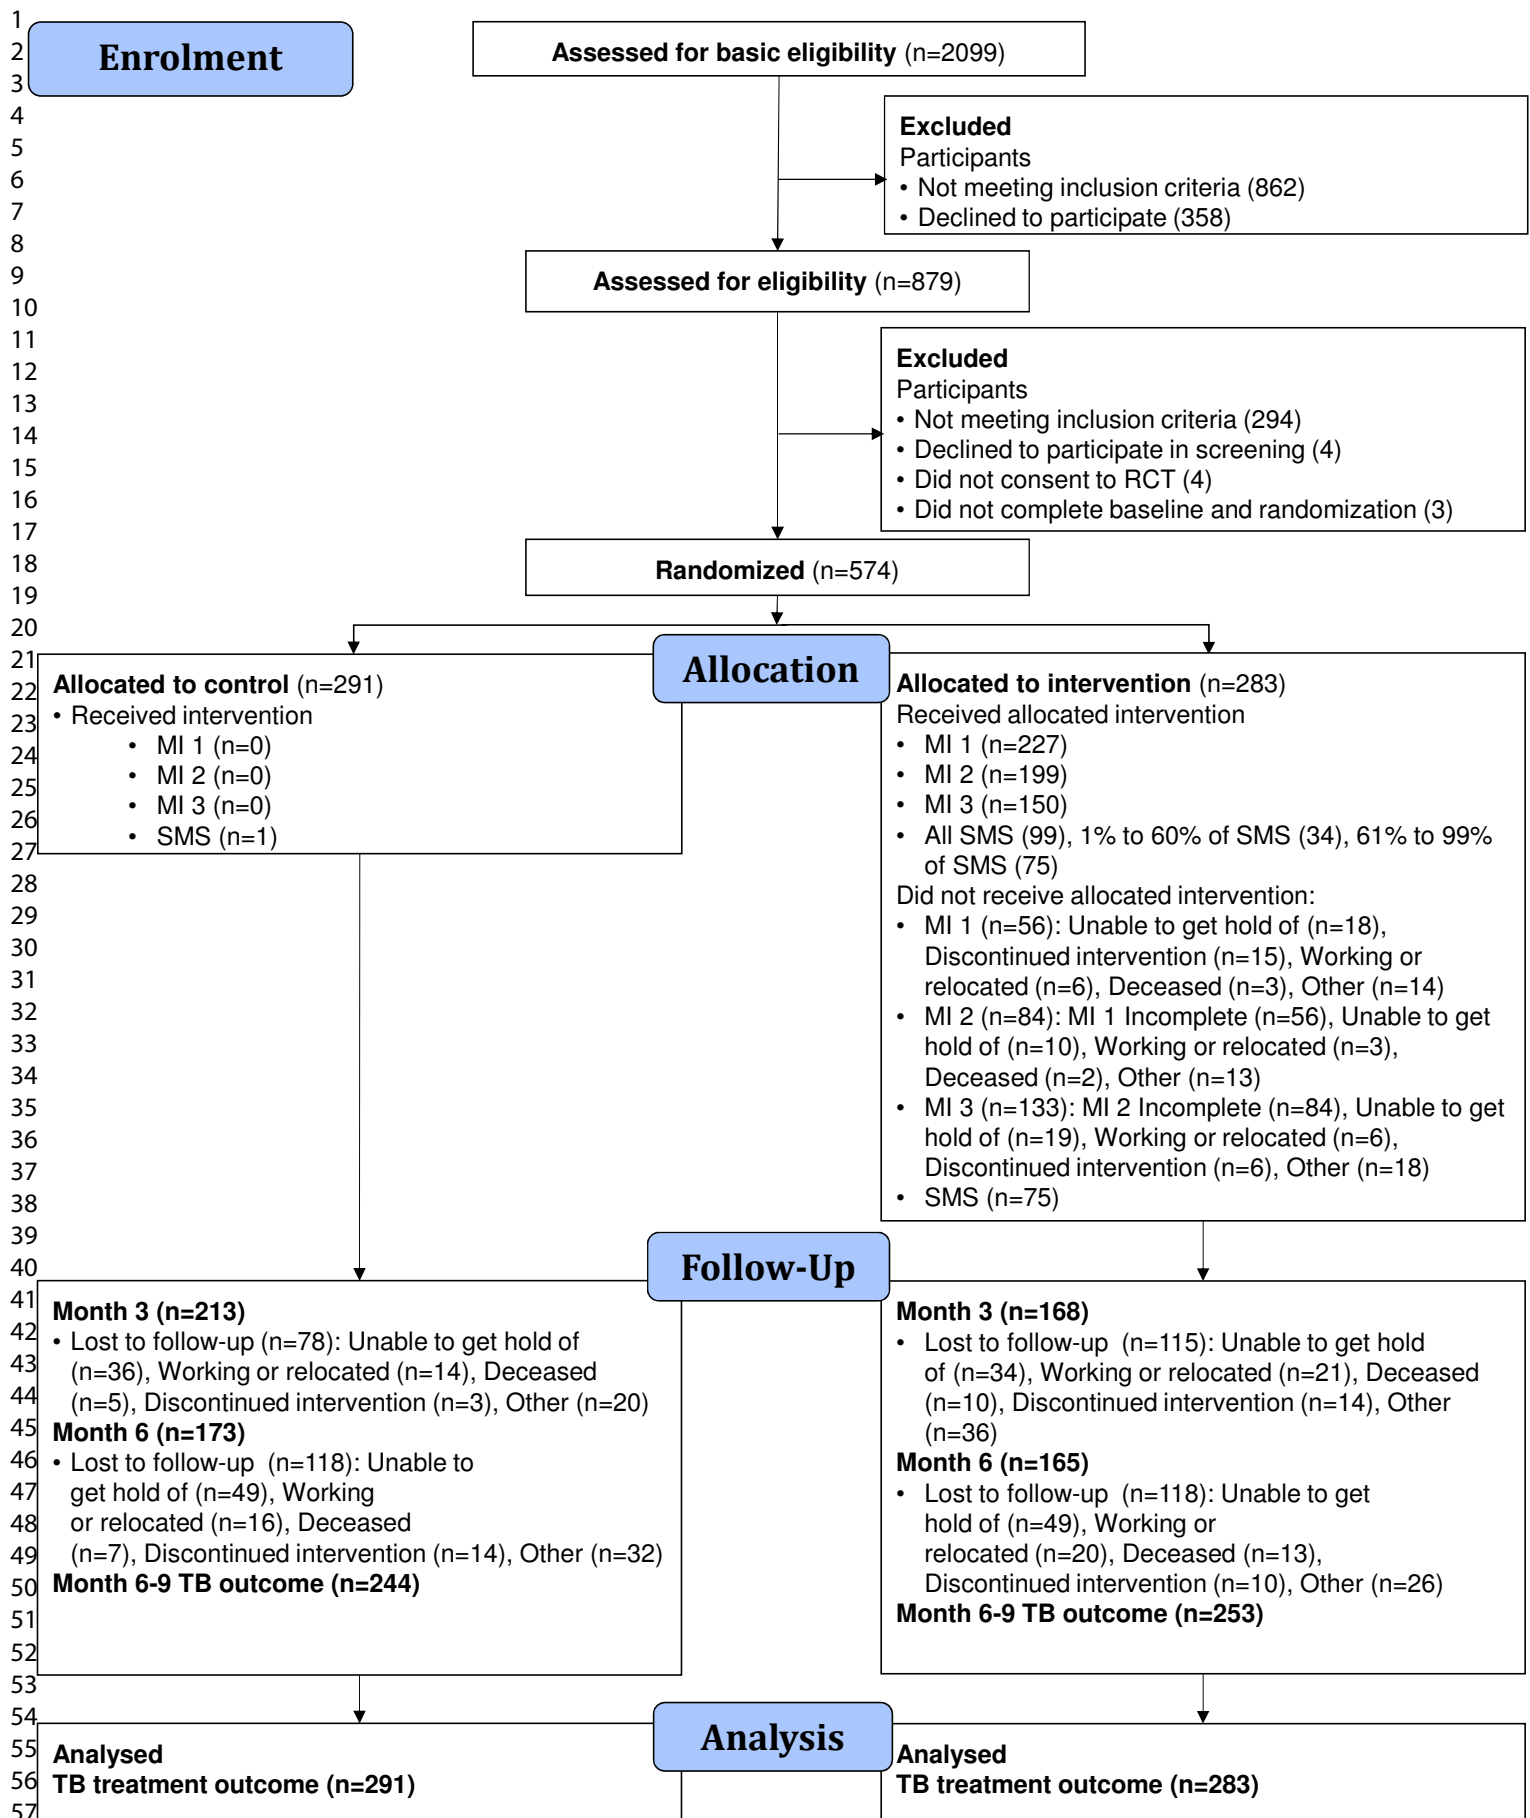 1
2
3
4
5
6
7
8
9
10
11
12
13
14
15
16
17
18
19
20
21
22
23
24
25
26
27
28
29
30
31
32
33
34
35
36
37
38
39
40
41
42
43
44
45
46
47
48
49
50
51
52
53
54
55
56
57
Enrolment
Assessed for basic eligibility (n=2099)
Excluded
Participants
• Not meeting inclusion criteria (862)
• Declined to participate (358)
Assessed for eligibility (n=879)
Excluded
Participants
• Not meeting inclusion criteria (294)
• Declined to participate in screening (4)
• Did not consent to RCT (4)
• Did not complete baseline and randomization (3)
Randomized (n=574)
Allocation
Allocated to control (n=291)
• Received intervention
• MI 1 (n=0)
• MI 2 (n=0)
• MI 3 (n=0)
• SMS (n=1)
Allocated to intervention (n=283)
Received allocated intervention
• MI 1 (n=227)
• MI 2 (n=199)
• MI 3 (n=150)
• All SMS (99), 1% to 60% of SMS (34), 61% to 99%
of SMS (75)
Did not receive allocated intervention:
• MI 1 (n=56): Unable to get hold of (n=18),
Discontinued intervention (n=15), Working or
relocated (n=6), Deceased (n=3), Other (n=14)
• MI 2 (n=84): MI 1 Incomplete (n=56), Unable to get
hold of (n=10), Working or relocated (n=3),
Deceased (n=2), Other (n=13)
• MI 3 (n=133): MI 2 Incomplete (n=84), Unable to get
hold of (n=19), Working or relocated (n=6),
Discontinued intervention (n=6), Other (n=18)
• SMS (n=75)
Follow-Up
Month 3 (n=213)
• Lost to follow-up (n=78): Unable to get hold of
(n=36), Working or relocated (n=14), Deceased
(n=5), Discontinued intervention (n=3), Other (n=20)
Month 6 (n=173)
• Lost to follow-up (n=118): Unable to
get hold of (n=49), Working
or relocated (n=16), Deceased
(n=7), Discontinued intervention (n=14), Other (n=32)
Month 6-9 TB outcome (n=244)
Month 3 (n=168)
• Lost to follow-up (n=115): Unable to get hold
of (n=34), Working or relocated (n=21), Deceased
(n=10), Discontinued intervention (n=14), Other
(n=36)
Month 6 (n=165)
• Lost to follow-up (n=118): Unable to get
hold of (n=49), Working or
relocated (n=20), Deceased (n=13),
Discontinued intervention (n=10), Other (n=26)
Month 6-9 TB outcome (n=253)
Analysis
Analysed
TB treatment outcome (n=291)
Analysed
TB treatment outcome (n=283)